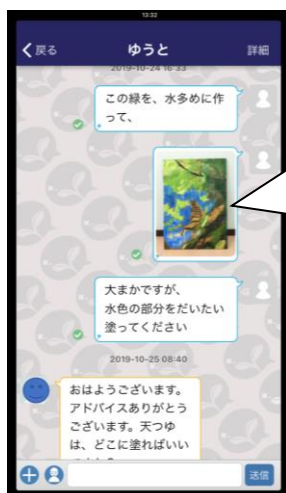 13:32
戻る ゆうと 詳細
2019-10-24 16:33
この緑を、水多めに作
って、
大まかですが、
水色の部分をだいたい
塗ってください
2019-10-25 08:40
おはようございます。
アドバイスありがとう
ございます。天つゆ
は、どこに塗ればいい
送信